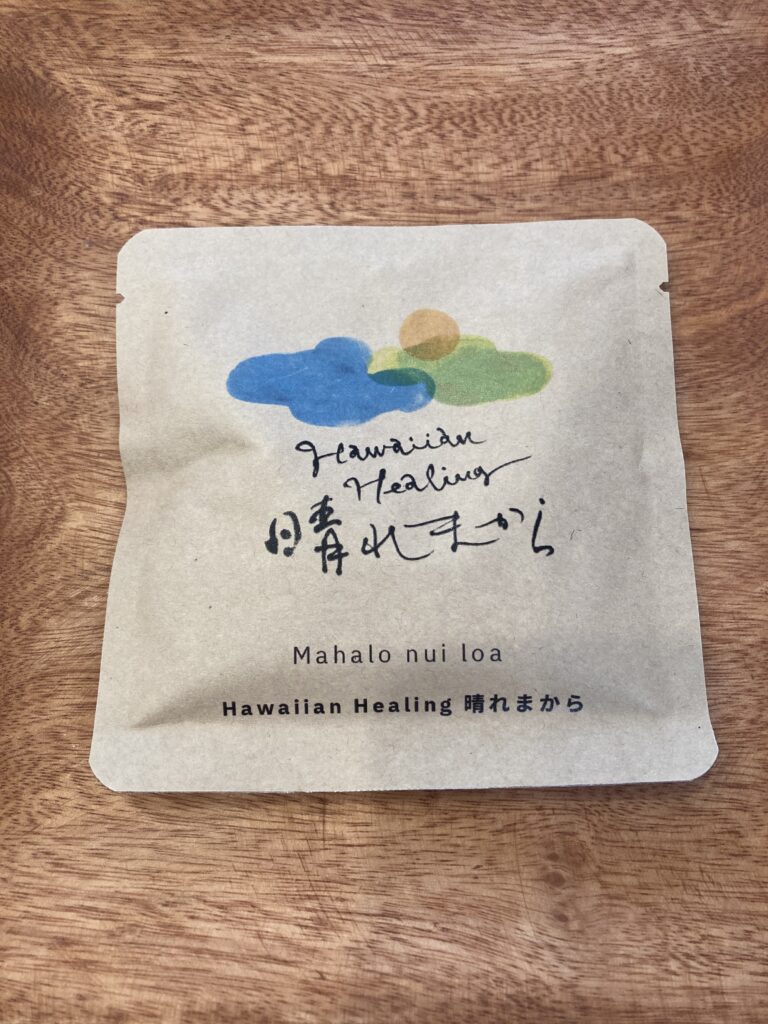 Hawaiian
Healing
晴れまから
Mahalo nui loa
Hawaiian Healing 晴れまから